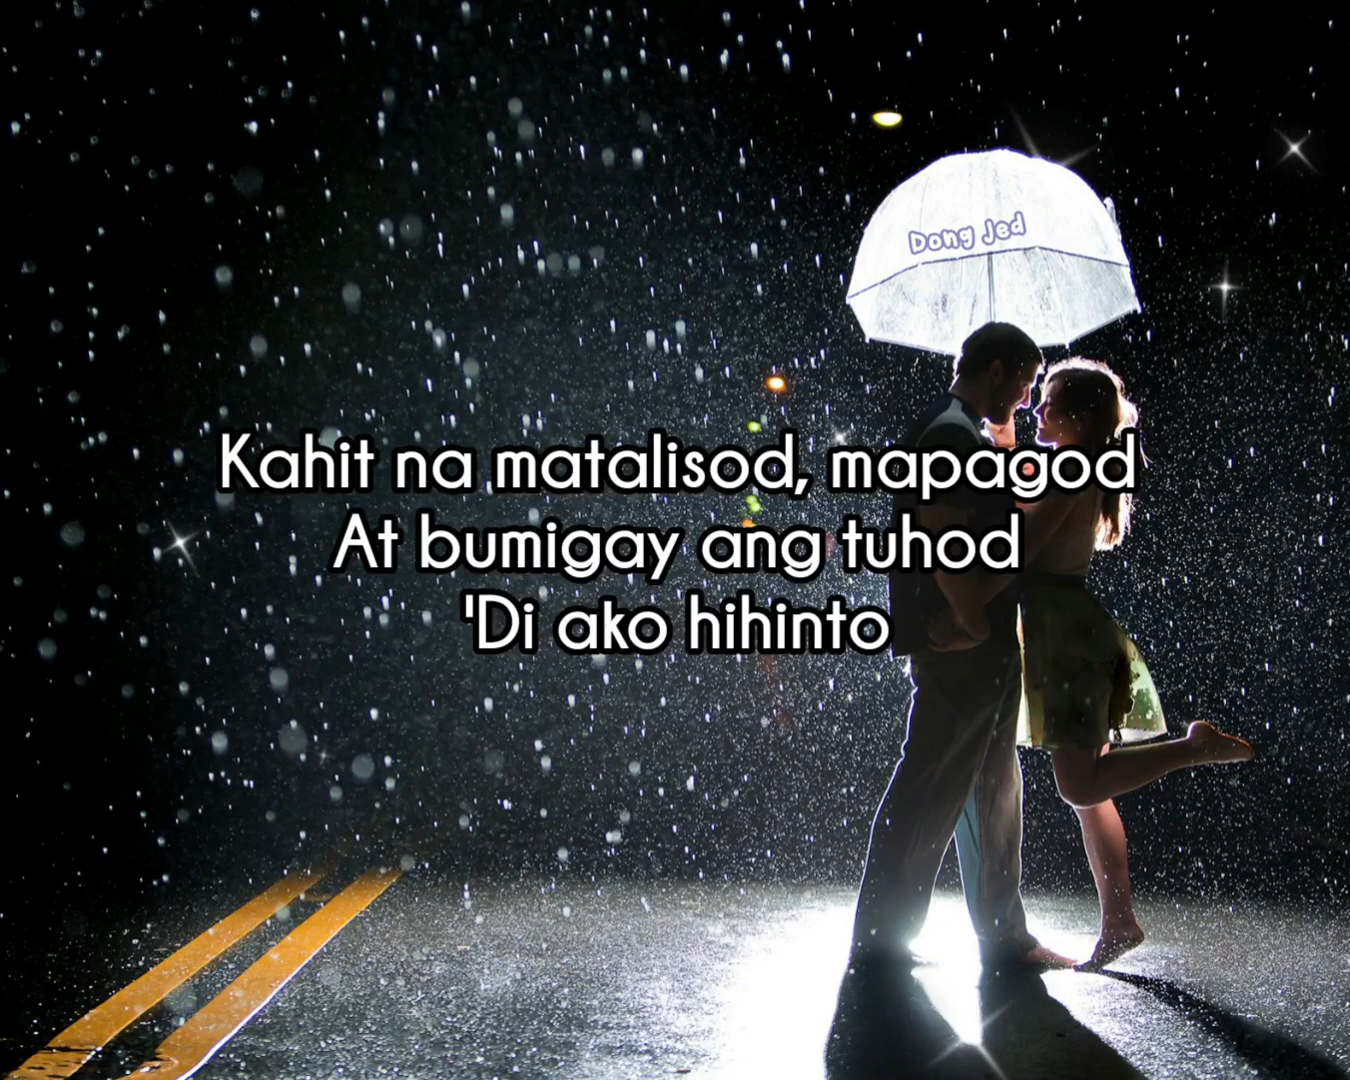 Dong Jed
Kahit na matalisod, mapagod
At bumigay ang tuhod
'Di ako hihinto